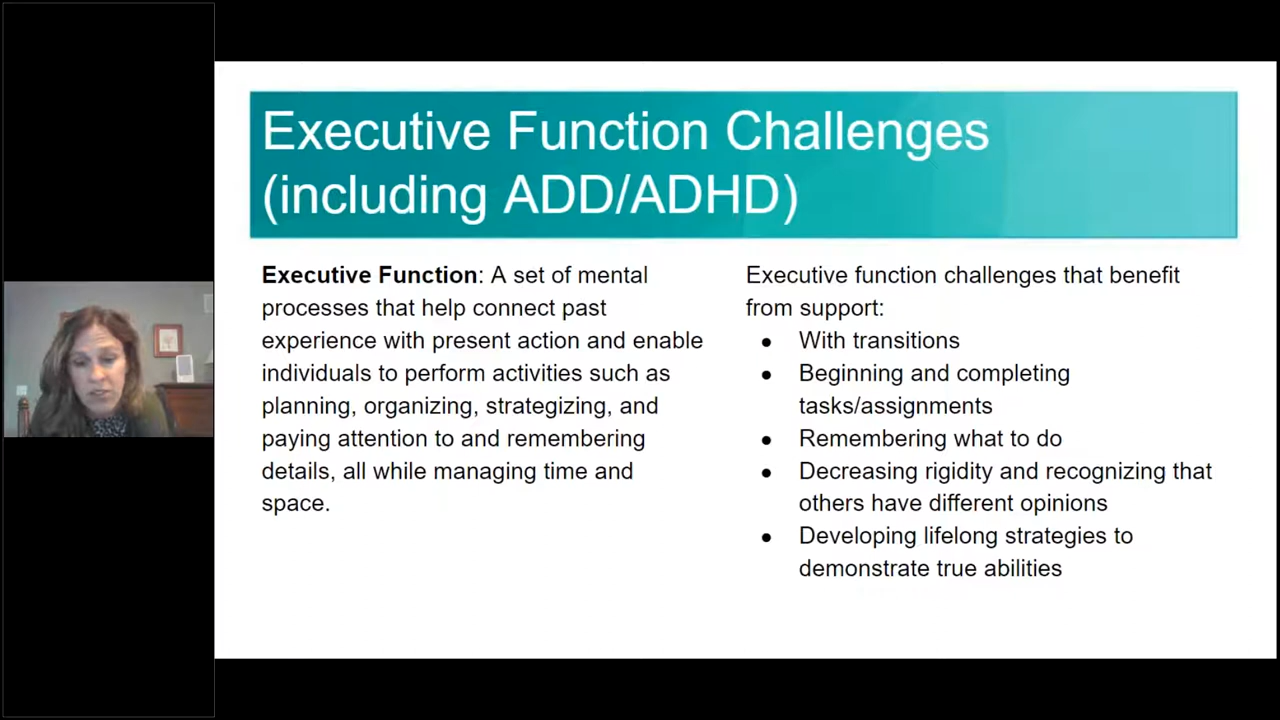 Executive Function Challenges
(including ADD/ADHD)
Executive Function: A set of mental
processes that help connect past
experience with present action and enable
individuals to perform activities such as
planning, organizing, strategizing, and
paying attention to and remembering
details, all while managing time and
space.
Executive function challenges that benefit
from support:
● With transitions
● Beginning and completing
tasks/assignments
● Remembering what to do
● Decreasing rigidity and recognizing that
others have different opinions
● Developing lifelong strategies to
demonstrate true abilities